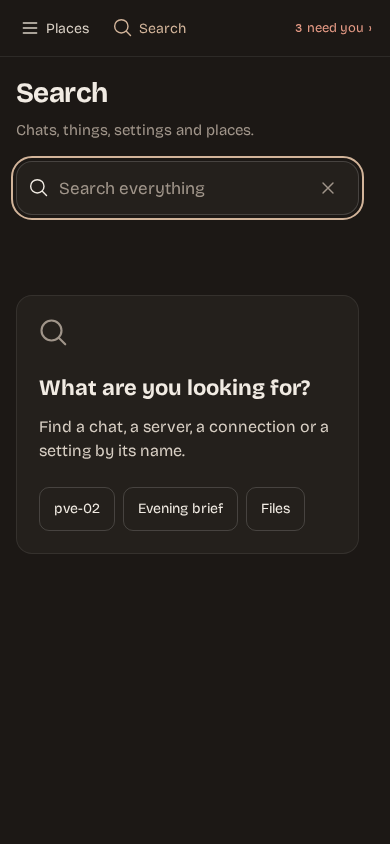 Places
Search
3 need you ›
Search
Chats, things, settings and places.
Search everything
What are you looking for?
Find a chat, a server, a connection or a
setting by its name.
pve-02
Evening brief
Files